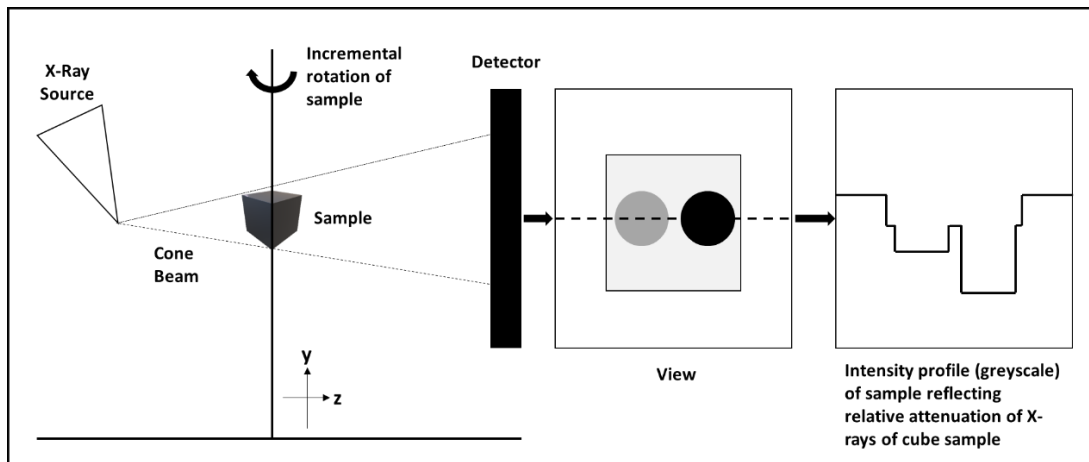 X-Ray
Source
Incremental
rotation of
sample
Detector
Sample
Cone
Beam
y
z
View
Intensity profile (greyscale)
of sample reflecting
relative attenuation of X-
rays of cube sample